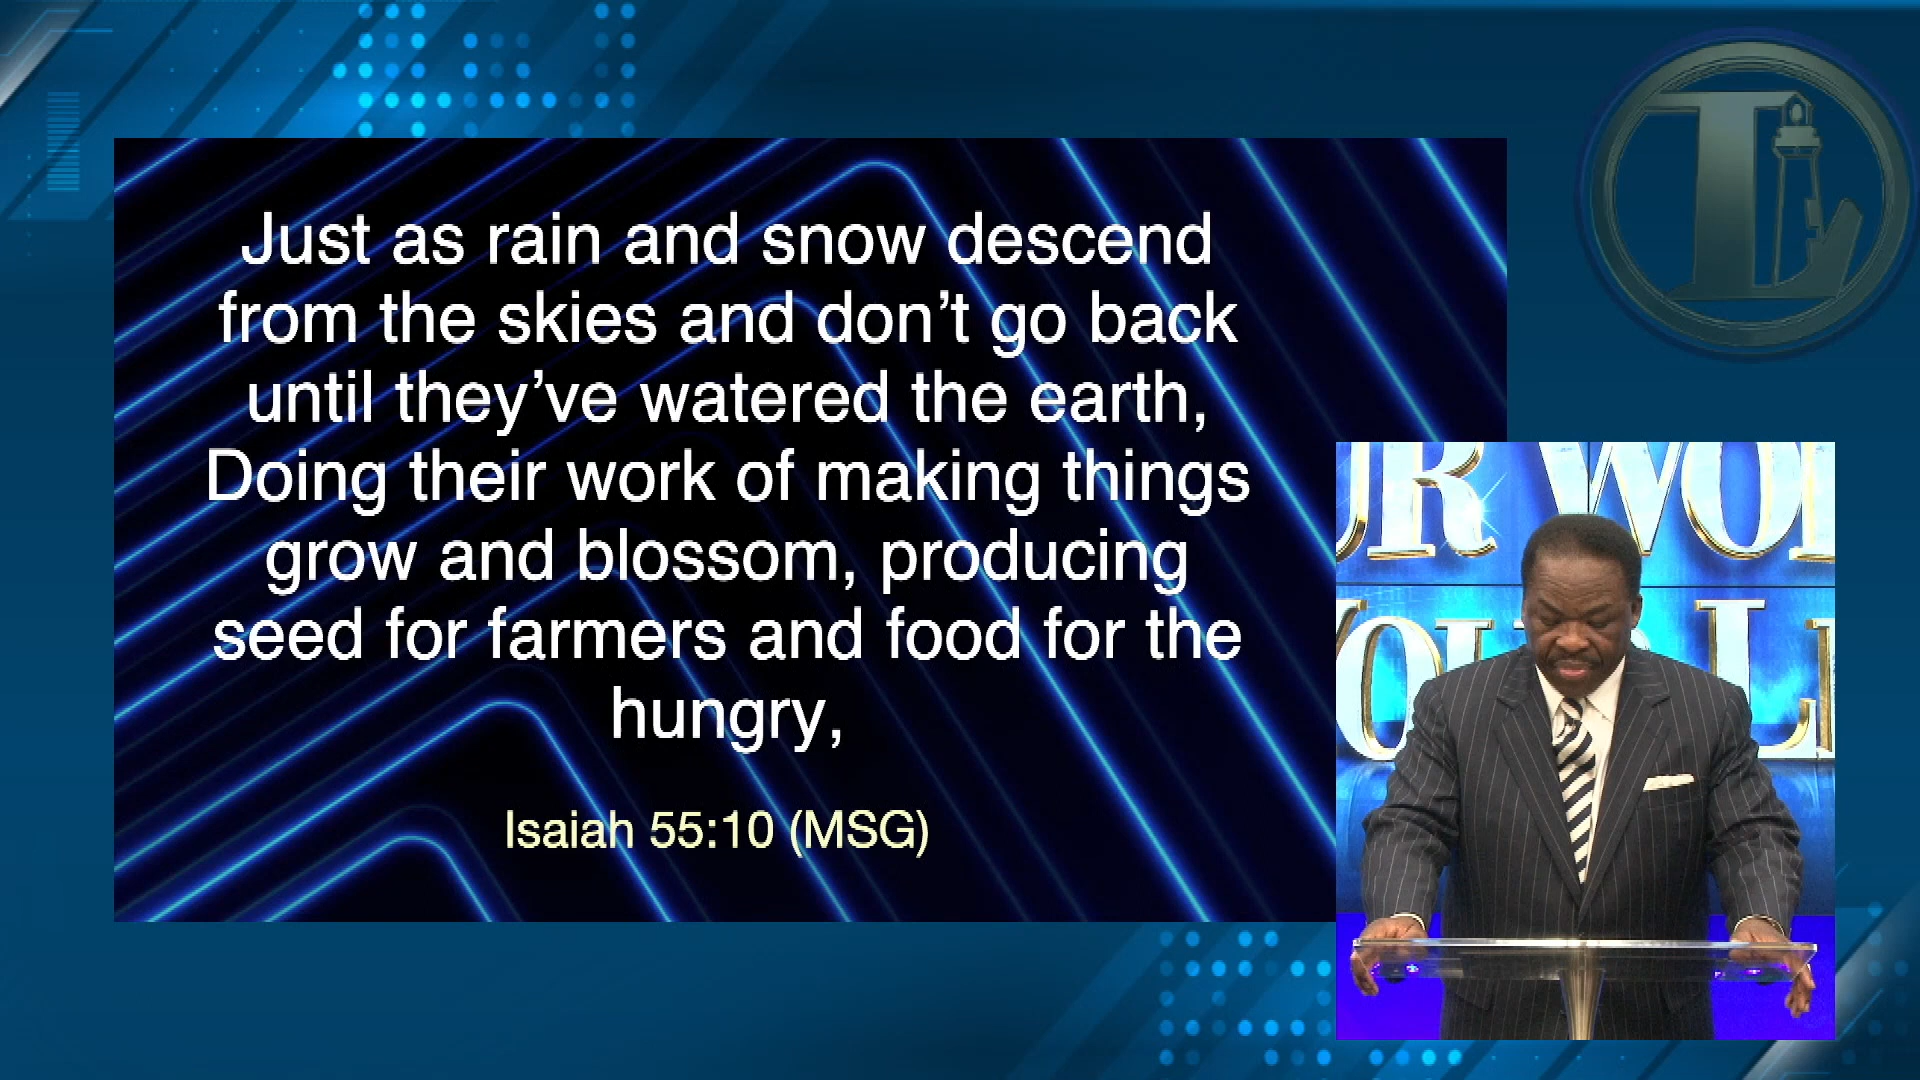 Just as rain and snow descend
from the skies and don’t go back
until they’ve watered the earth,
Doing their work of making things
grow and blossom, producing
seed for farmers and food for the
hungry,
Isaiah 55:10 (MSG)
TL